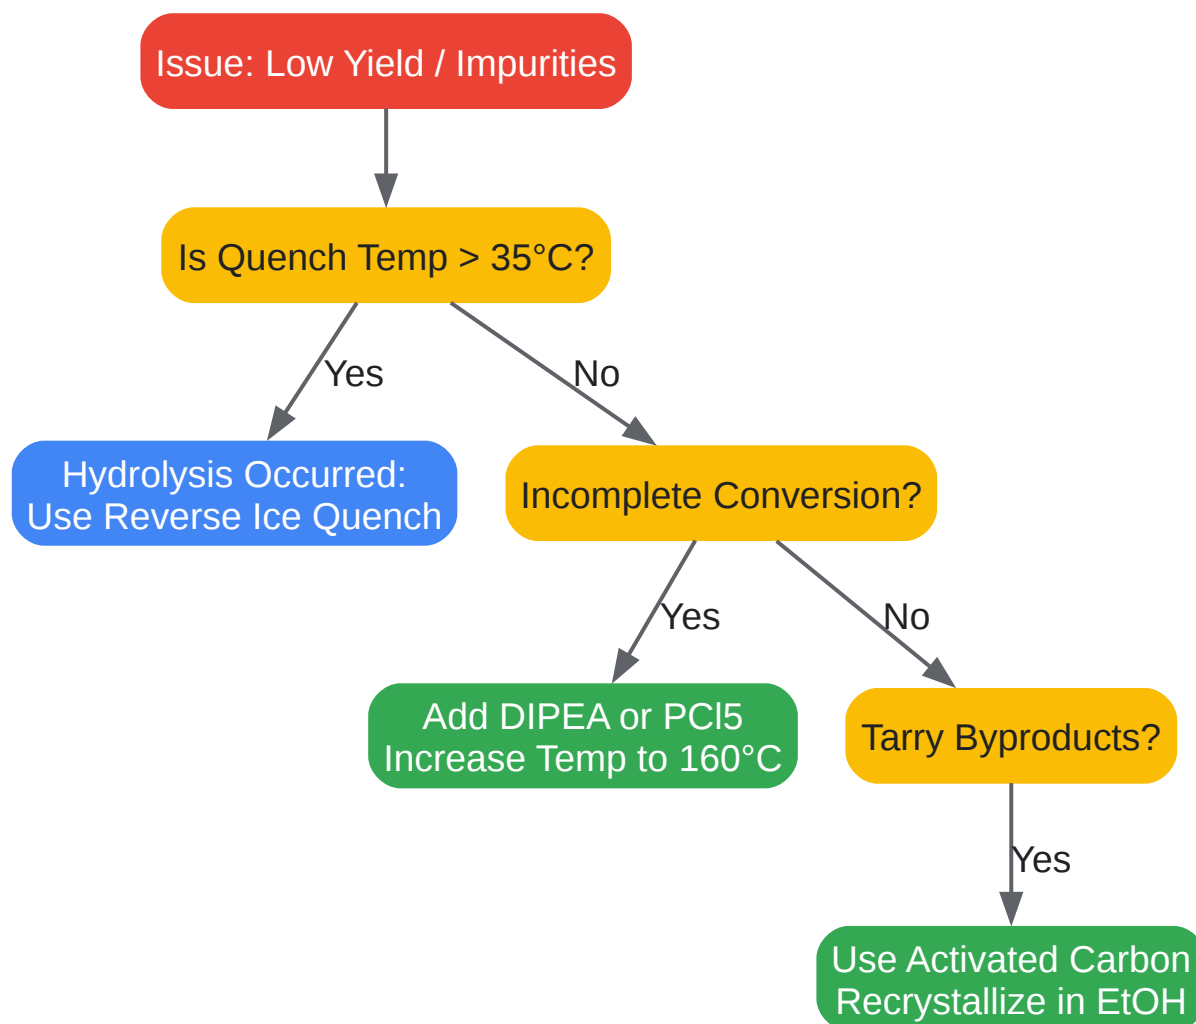 Issue: Low Yield / Impurities
Is Quench Temp > 35°C?
Yes
No
Hydrolysis Occurred:
Use Reverse Ice Quench
Incomplete Conversion?
Yes
No
Add DIPEA or PCl5
Increase Temp to 160°C
Tarry Byproducts?
Yes
Use Activated Carbon
Recrystallize in EtOH